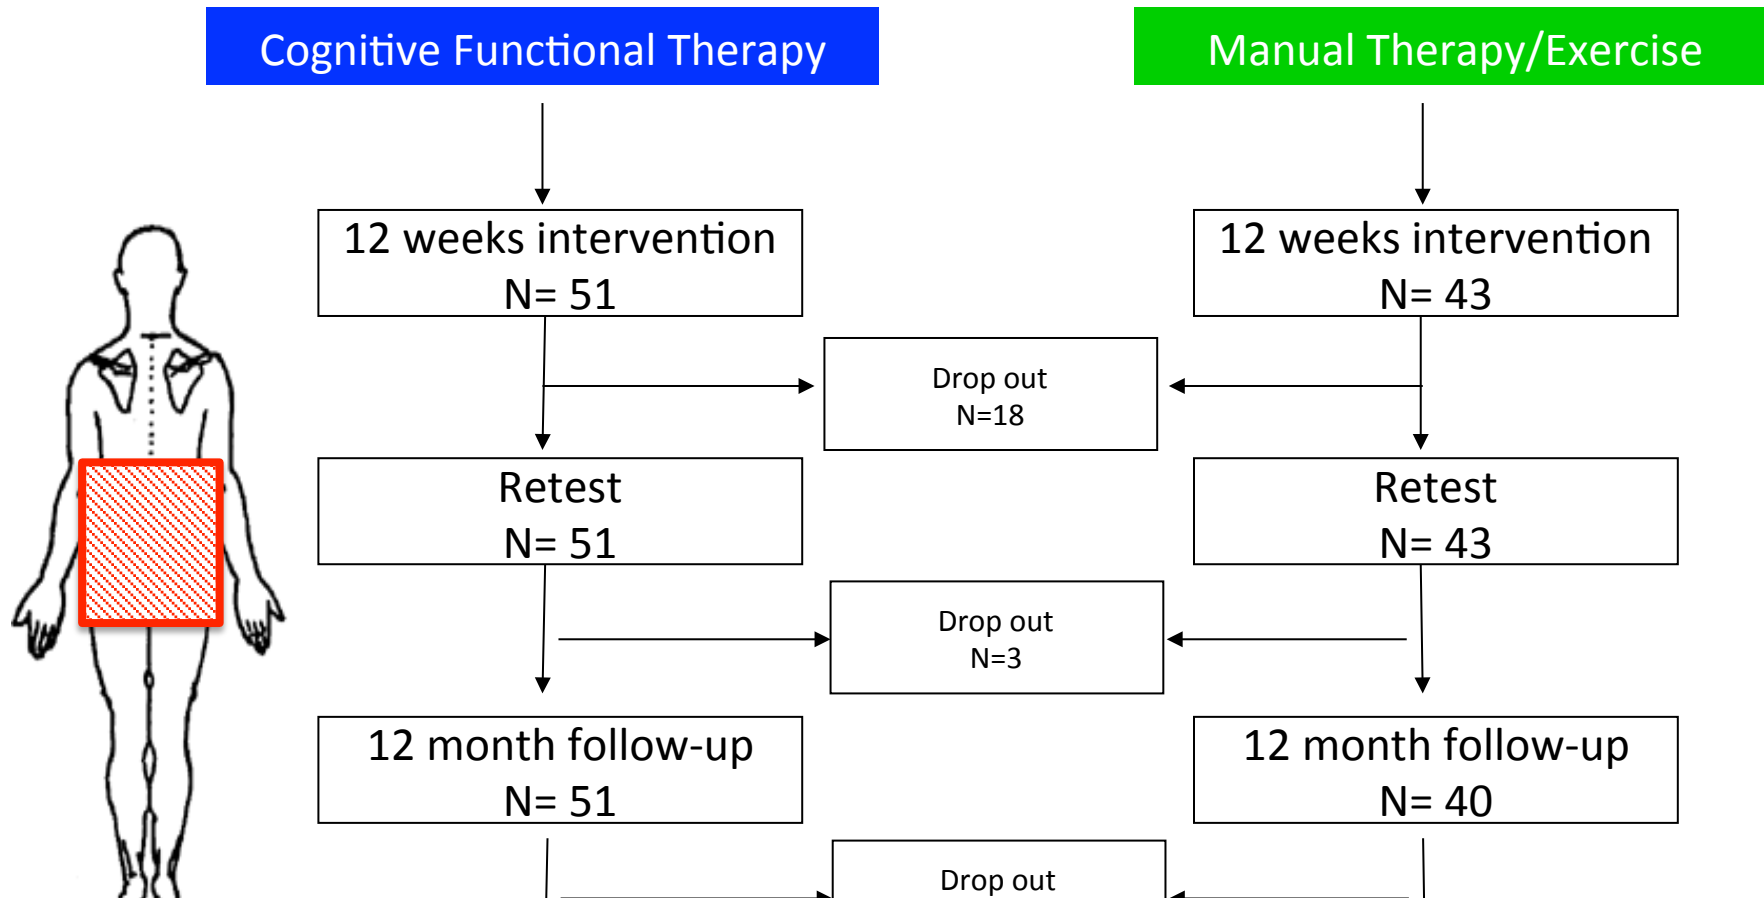 Cognitive Functional Therapy
Manual Therapy/Exercise
12 weeks intervention
N= 51
12 weeks intervention
N= 43
Drop out
N=18
Retest
N= 51
Retest
N= 43
Drop out
N=3
12 month follow-up
N= 51
12 month follow-up
N= 40
Drop out